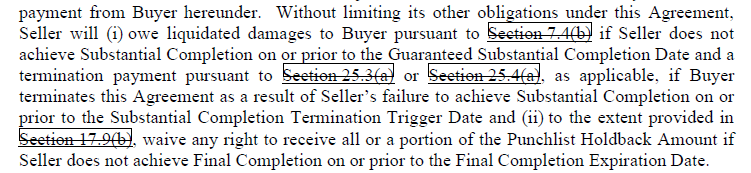 payment from Buyer hereunder. Without limiting its other obligations under this Agreement,
Seller will (i) owe liquidated damages to Buyer pursuant to Section 7.4(b) if Seller does not
achieve Substantial Completion on or prior to the Guaranteed Substantial Completion Date and a
termination payment pursuant to Section 25.3(a) or Section 25.4(a), as applicable, if Buyer
terminates this Agreement as a result of Seller's failure to achieve Substantial Completion on or
prior to the Substantial Completion Termination Trigger Date and (ii) to the extent provided in
Section 17.9(b), waive any right to receive all or a portion of the Punchlist Holdback Amount if
Seller does not achieve Final Completion on or prior to the Final Completion Expiration Date.